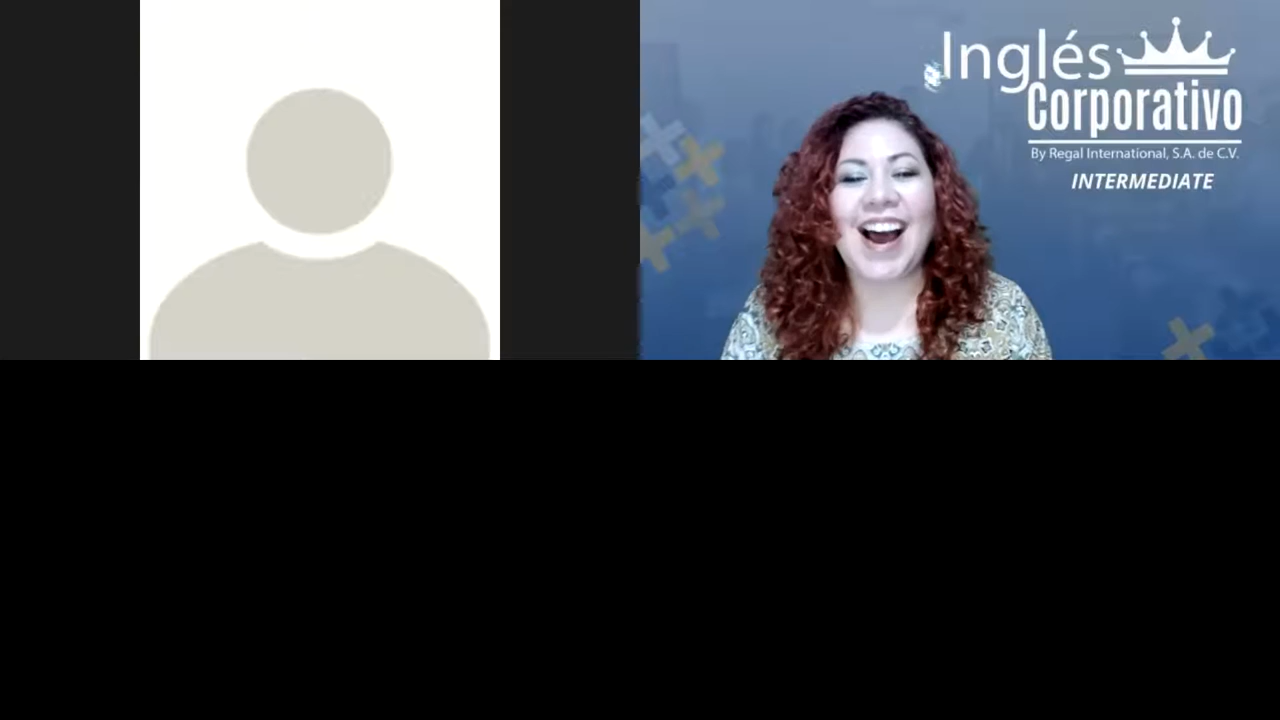 Inglés
Corporativo
By Regal International, S.A. de C.V.
INTERMEDIATE